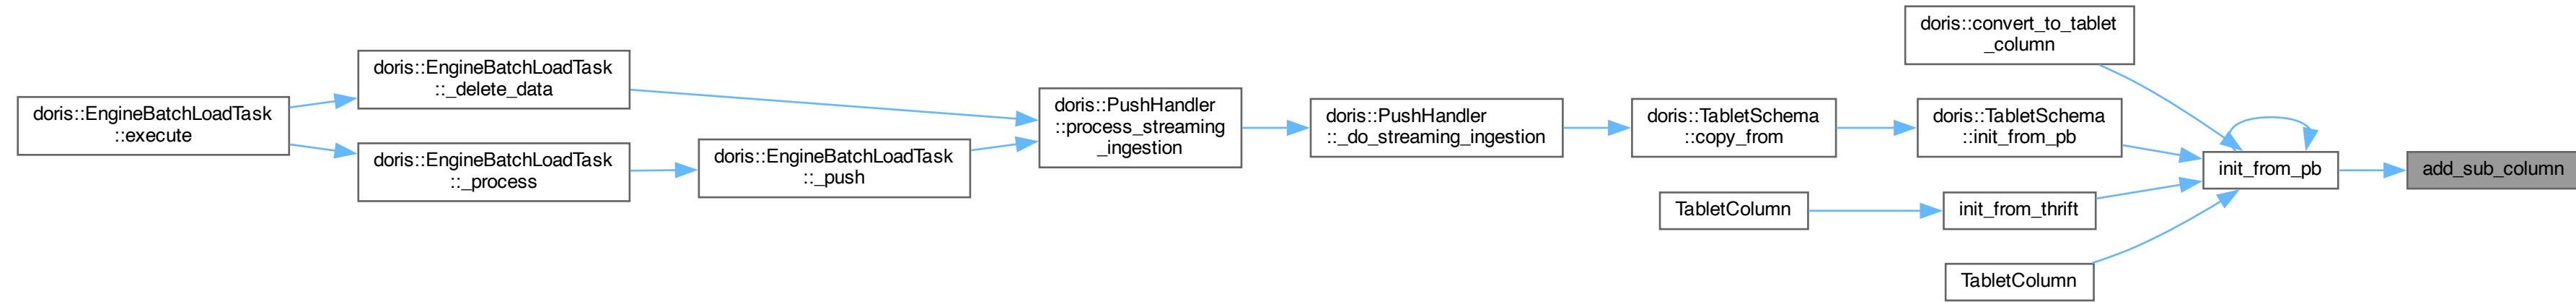 doris::EngineBatchLoadTask
::execute
doris::EngineBatchLoadTask
::_delete_data
doris::EngineBatchLoadTask
::_process
doris::EngineBatchLoadTask
::_push
doris::PushHandler
::process_streaming
_ingestion
doris::PushHandler
::_do_streaming_ingestion
doris::TabletSchema
::copy_from
TabletColumn
doris::convert_to_tablet
_column
doris::TabletSchema
::init_from_pb
init_from_thrift
TabletColumn
init_from_pb
add_sub_column